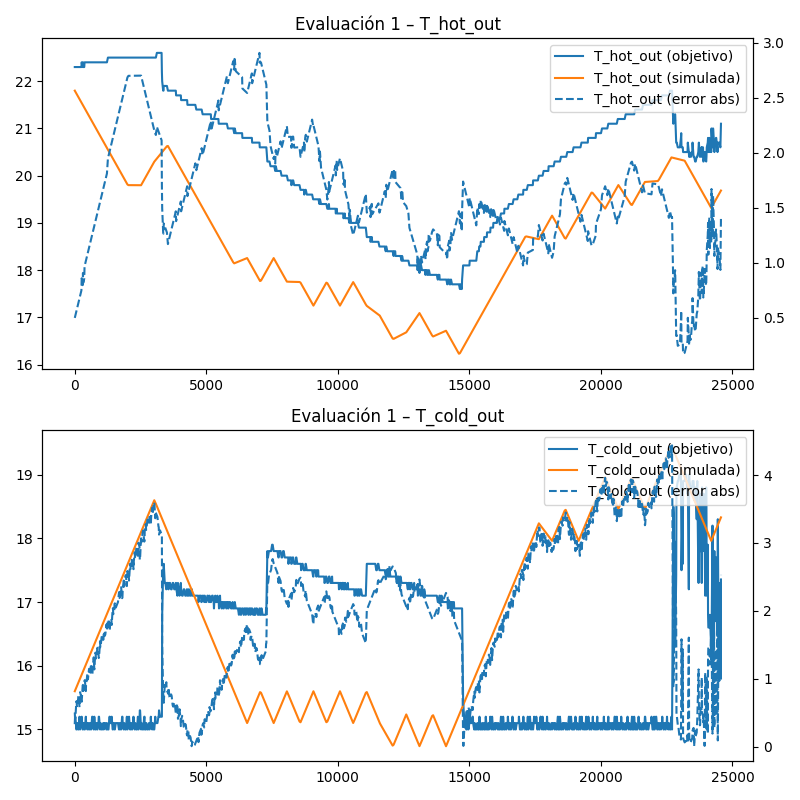 Evaluación 1 – T_hot_out
T_hot_out (objetivo)
T_hot_out (simulada)
T_hot_out (error abs)
22
21
20
19
18
17
16
3.0
2.5
2.0
1.5
1.0
0.5
0 5000 10000 15000 20000 25000
Evaluación 1 – T_cold_out
T_cold_out (objetivo)
T_cold_out (simulada)
T_cold_out (error abs)
19
18
17
16
15
4
3
2
1
0
0 5000 10000 15000 20000 25000